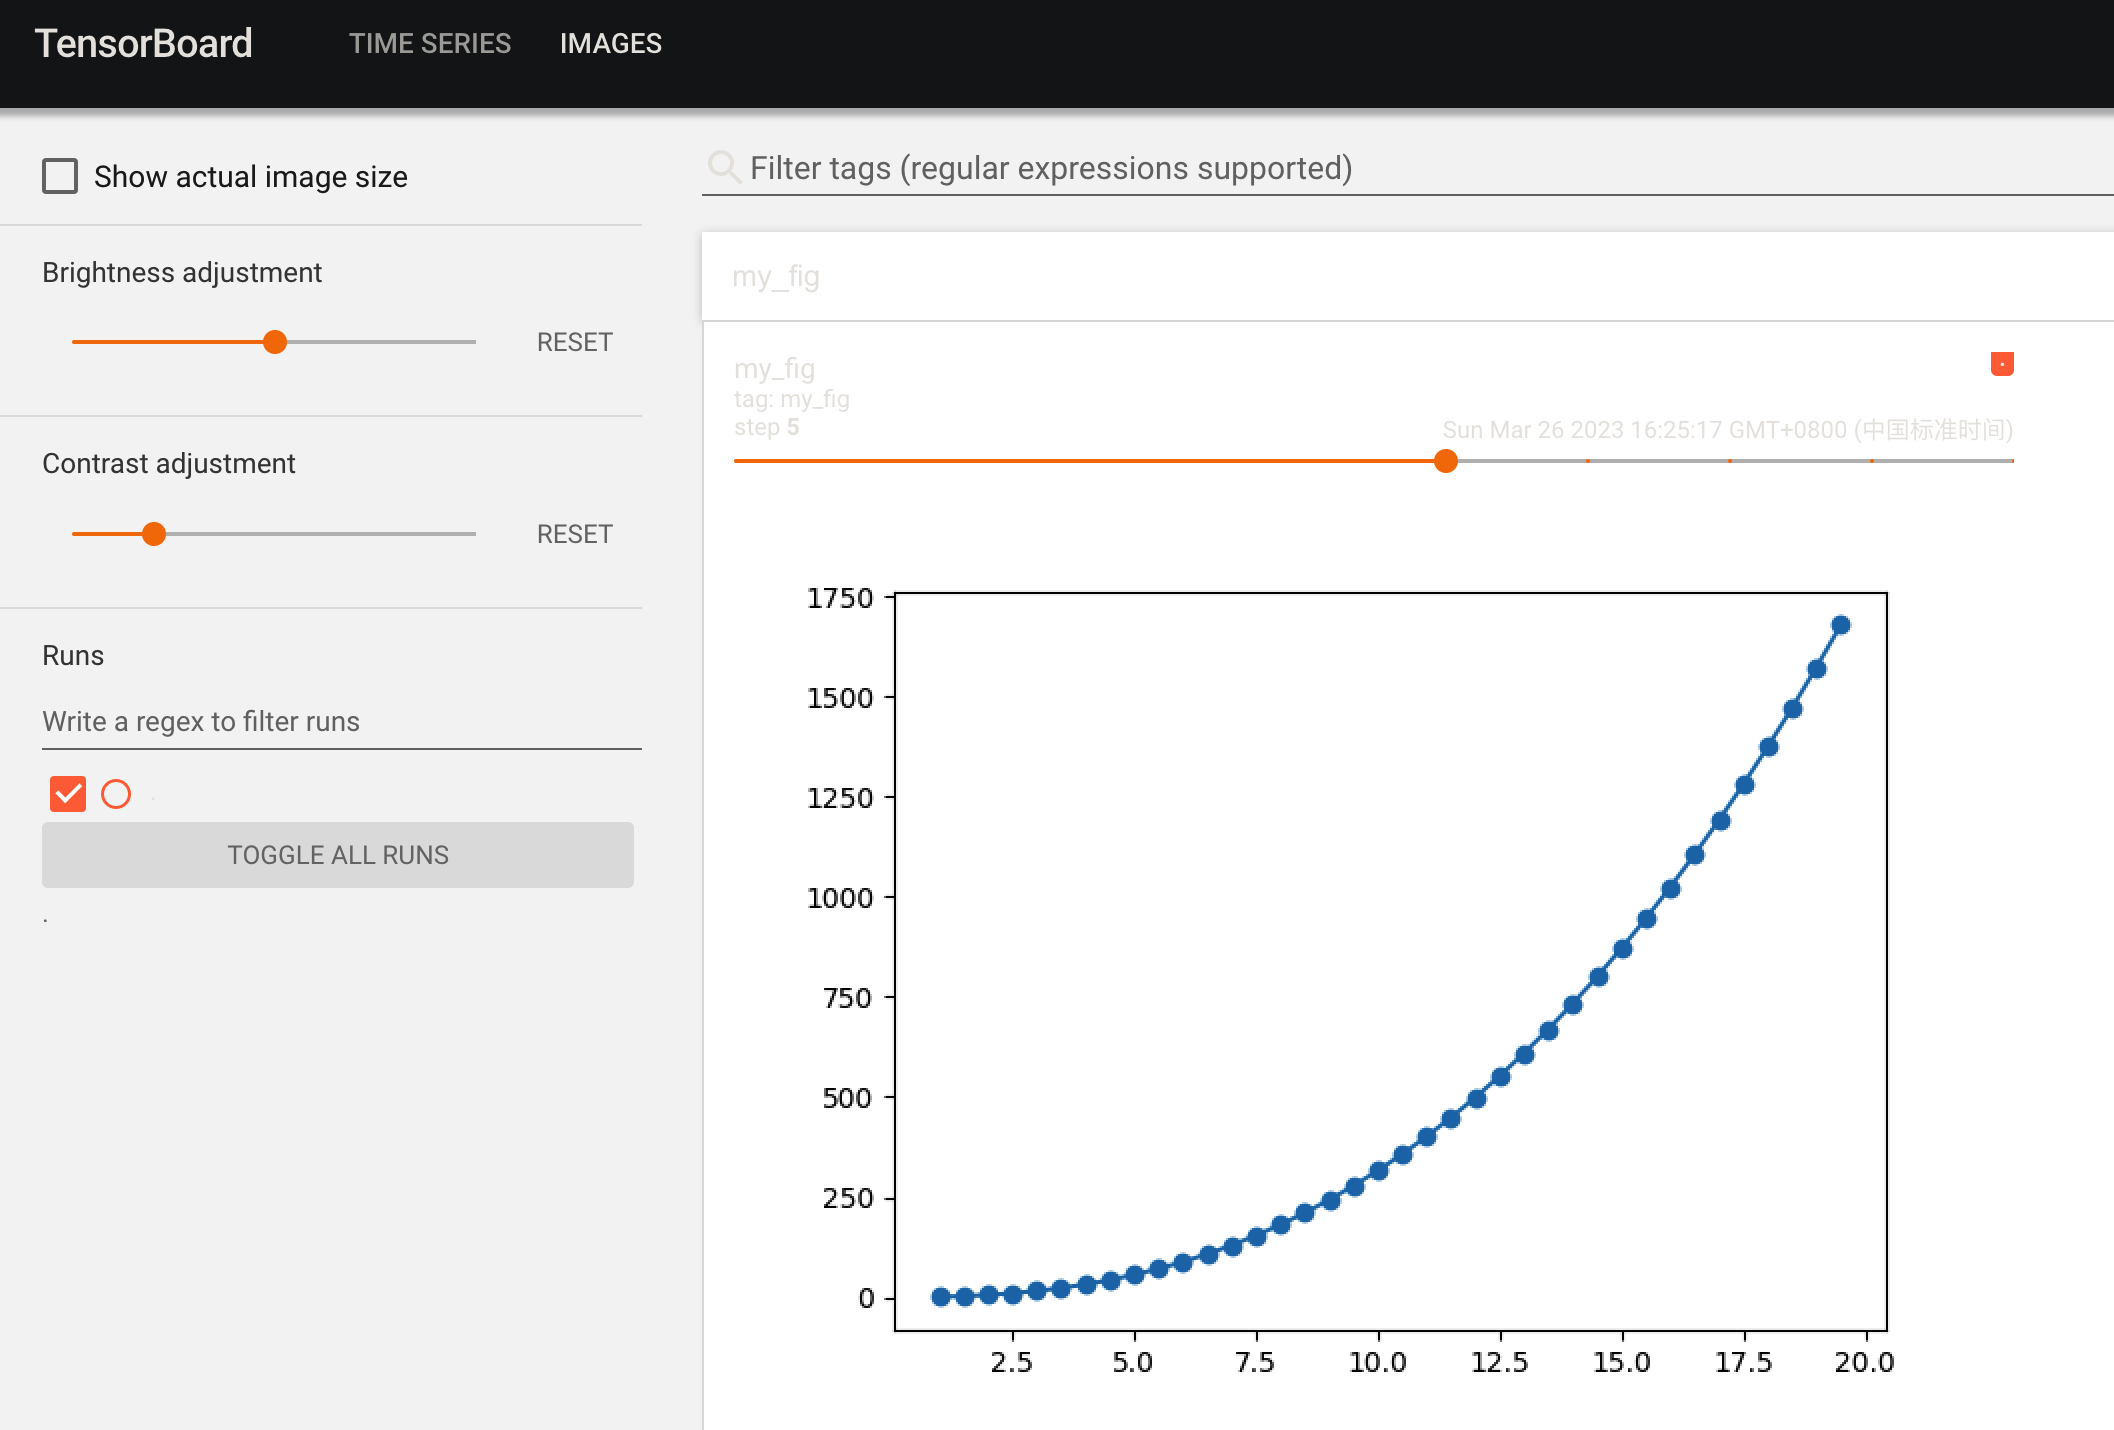 TensorBoard
TIME SERIES
IMAGES
Show actual image size
Brightness adjustment
RESET
Contrast adjustment
RESET
Runs
Write a regex to filter runs
.
TOGGLE ALL RUNS
.
Filter tags (regular expressions supported)
my_fig
my_fig
tag: my_fig
step 5
Sun Mar 26 2023 16:25:17 GMT+0800 (中国标准时间)
1750
1500
1250
1000
750
500
250
0
2.5 5.0 7.5 10.0 12.5 15.0 17.5 20.0